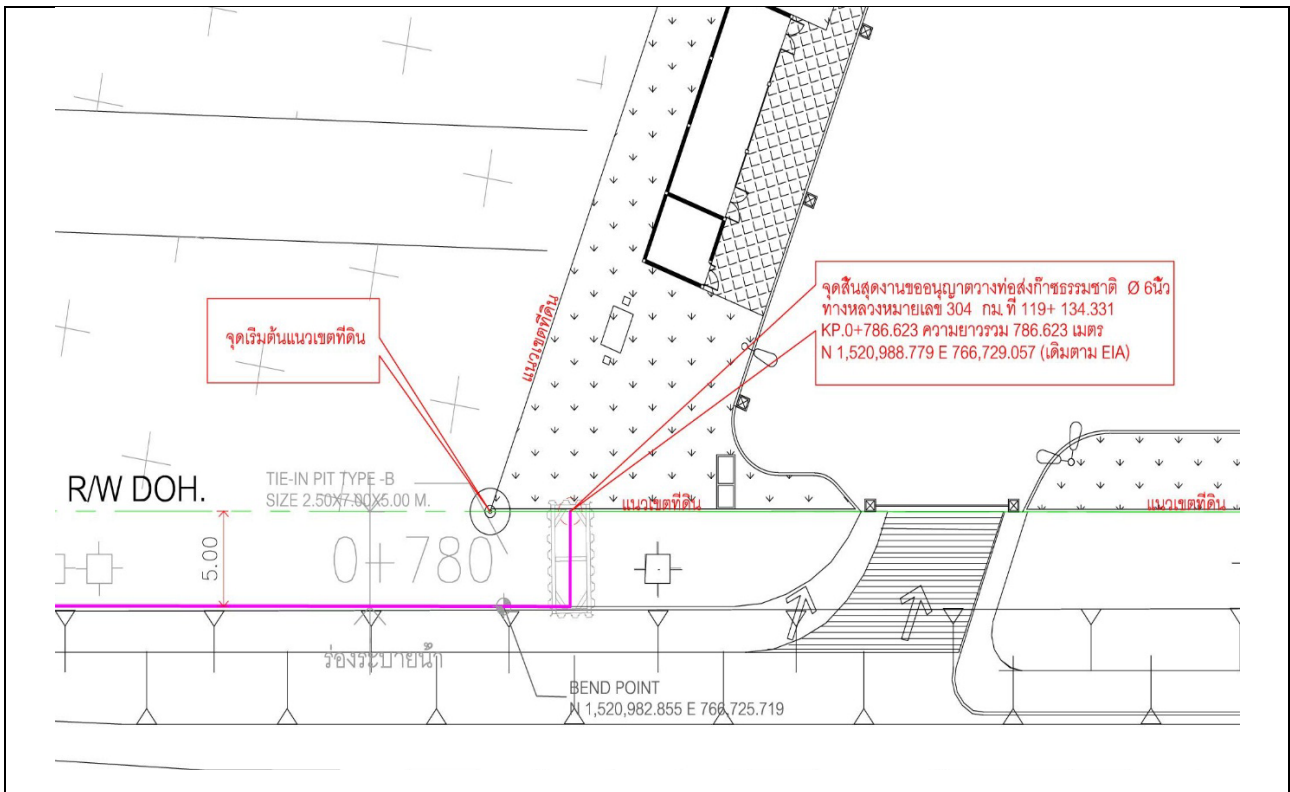 จุดสิ้นสุดงานขออนุญาตวางท่อส่งก๊าซธรรมชาติ Ø 6นิ้ว
ทางหลวงหมายเลข 304 กม.ที่ 119+ 134.331
KP.0+786.623 ความยาวรวม 786.623 เมตร
N 1,520,988.779 E 766,729.057 (เดิมตาม EIA)
จุดเริ่มต้นแนวเขตที่ดิน
แนวเขตที่ดิน
R/W DOH.
TIE-IN PIT TYPE -B
SIZE 2.50X7.00X5.00 M.
แนวเขตที่ดิน
แนวเขตที่ดิน
5.00
0+780
ร่องระบายน้ำ
BEND POINT
N 1,520,982.855 E 766,725.719